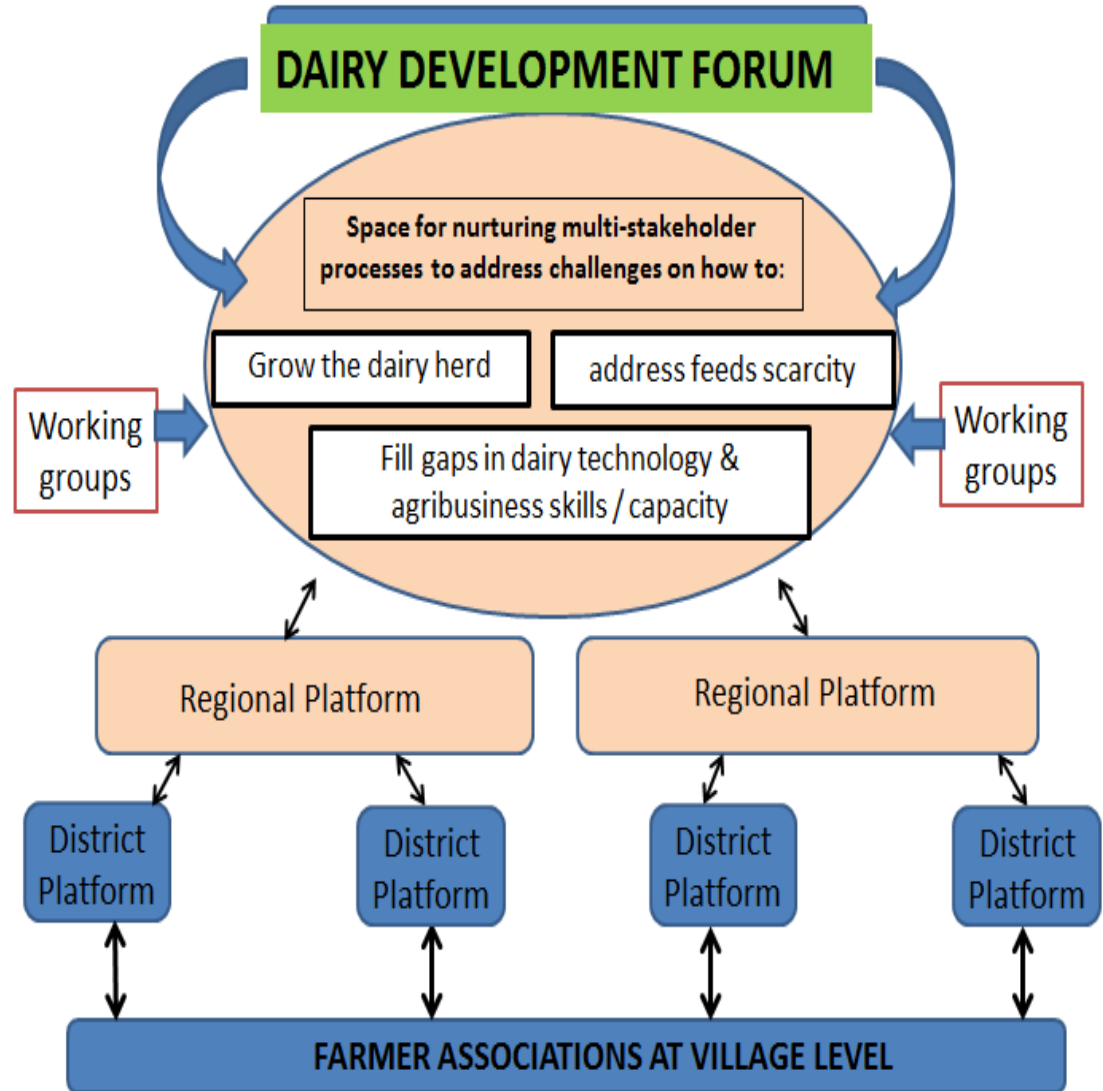 DAIRY DEVELOPMENT FORUM
Space for nurturing multi-stakeholder
processes to address challenges on how to:
Grow the dairy herd
address feeds scarcity
Working
groups
Fill gaps in dairy technology &
agribusiness skills / capacity
Working
groups
Regional Platform
Regional Platform
District
Platform
District
Platform
District
Platform
District
Platform
FARMER ASSOCIATIONS AT VILLAGE LEVEL